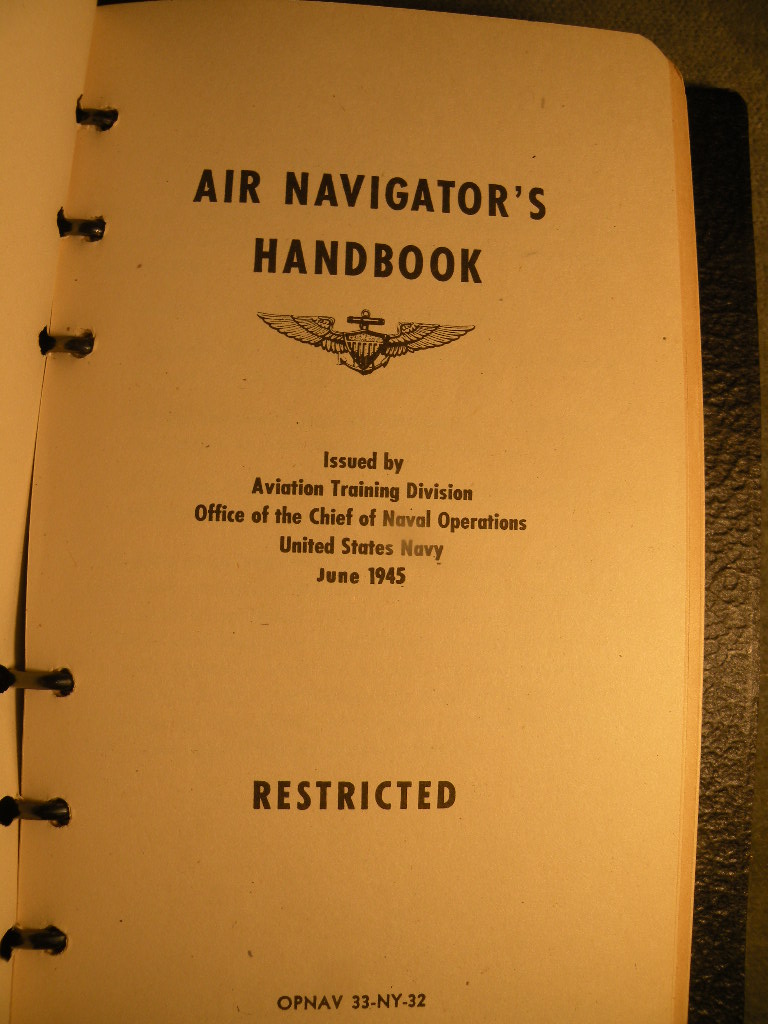 AIR NAVIGATOR'S
HANDBOOK
Issued by
Aviation Training Division
Office of the Chief of Naval Operations
United States Navy
June 1945
RESTRICTED
OPNAV 33-NY-32